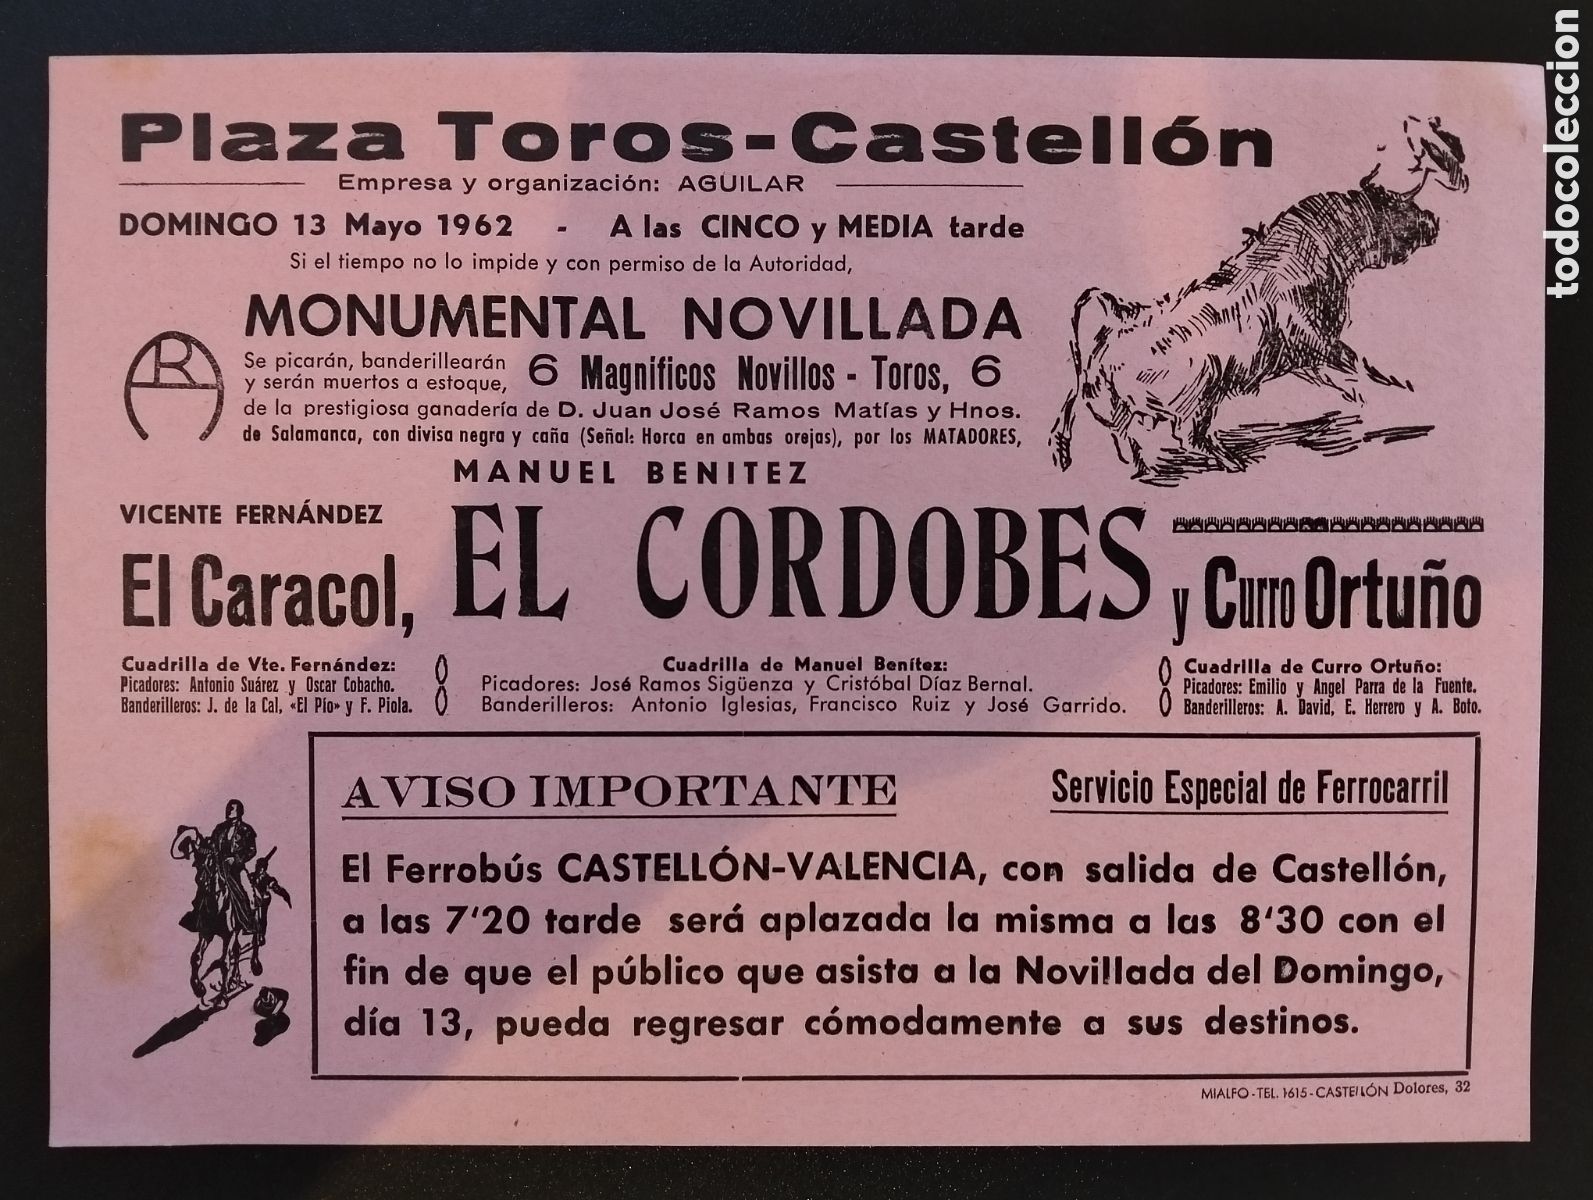 Plaza Toros-Castellón
Empresa y organización: AGUILAR
DOMINGO 13 Mayo 1962 - A las CINCO y MEDIA tarde
Si el tiempo no lo impide y con permiso de la Autoridad,
MONUMENTAL NOVILLADA
Se picarán, banderillearán
y serán muertos a estoque,
6 Magníficos Novillos - Toros, 6
de la prestigiosa ganadería de D. Juan José Ramos Matías y Hnos.
de Salamanca, con divisa negra y caña (Señal: Horca en ambas orejas), por los MATADORES,
VICENTE FERNÁNDEZ
El Caracol,
MANUEL BENITEZ
EL CORDOBES
y Curro Ortuño
Cuadrilla de Vte. Fernández:
Picadores: Antonio Suárez y Oscar Cobacho.
Banderilleros: J. de la Cal, «El Pío» y F. Piola.
Cuadrilla de Manuel Benítez:
Picadores: José Ramos Sigüenza y Cristóbal Díaz Bernal.
Banderilleros: Antonio Iglesias, Francisco Ruiz y José Garrido.
Cuadrilla de Curro Ortuño:
Picadores: Emilio y Angel Parra de la Fuente.
Banderilleros: A. David, E. Herrero y A. Boto.
AVISO IMPORTANTE
Servicio Especial de Ferrocarril
El Ferrobús CASTELLÓN-VALENCIA, con salida de Castellón,
a las 7'20 tarde será aplazada la misma a las 8'30 con el
fin de que el público que asista a la Novillada del Domingo,
día 13, pueda regresar cómodamente a sus destinos.
MIALFO-TEL. 1615-CASTELLÓN Dolores, 32
todocoleccion